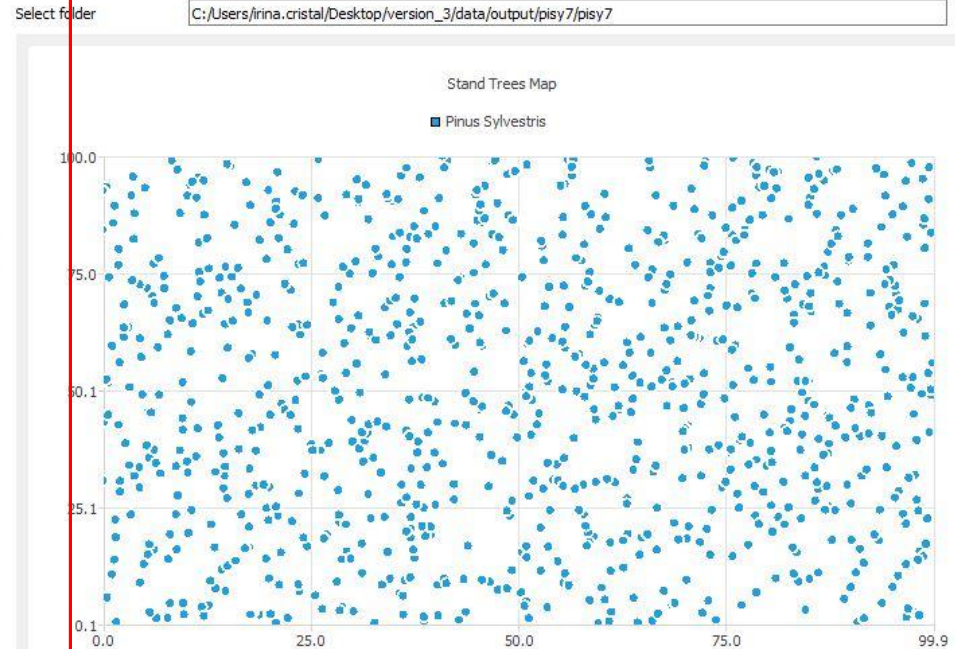 Select folder C:/Users/irina.cristal/Desktop/version_3/data/output/pisy7/pisy7
Stand Trees Map
Pinus Sylvestris
100.0
75.0
50.1
25.1
0.1
0.0 25.0 50.0 75.0 99.9